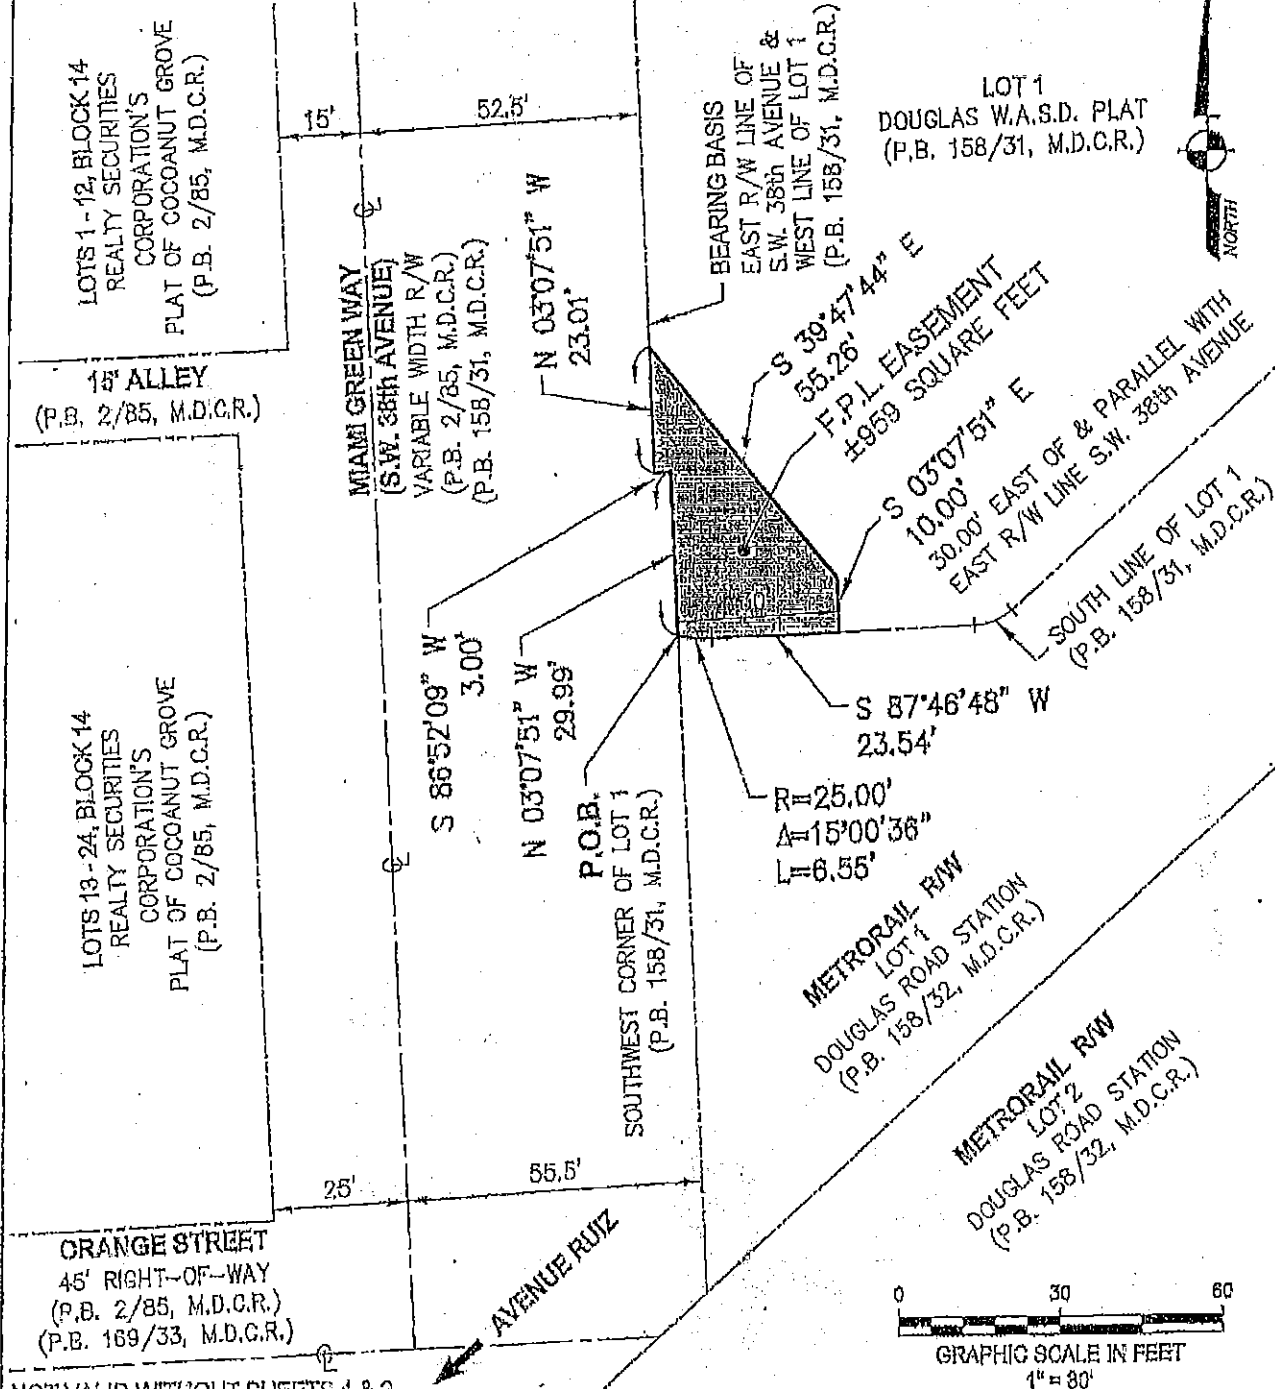 LOTS 1-12, BLOCK 14
REALTY SECURITIES
CORPORATION'S
PLAT OF COCOANUT GROVE
(P.B. 2/85, M.D.C.R.)
15'
52.5'
BEARING BASIS
EAST R/W LINE OF
S.W. 38th AVENUE &
WEST LINE OF LOT 1
(P.B. 158/31, M.D.C.R.)
LOT 1
DOUGLAS W.A.S.D. PLAT
(P.B. 158/31, M.D.C.R.)
NORTH
MIAMI GREEN WAY
(S.W. 38th AVENUE)
VARIABLE WIDTH R/W
(P.B. 2/85, M.D.C.R.)
(P.B. 158/31, M.D.C.R.)
N 03°07'51" W
23.01'
S 39°47'44" E
55.26'
F.P.L. EASEMENT
±959 SQUARE FEET
S 03°07'51" E
10.00'
30.00' EAST OF & PARALLEL WITH
EAST R/W LINE S.W. 38th AVENUE
SOUTH LINE OF LOT 1
(P.B. 158/31, M.D.C.R.)
15' ALLEY
(P.B. 2/85, M.D.C.R.)
S 86°52'09" W
3.00'
N 03°07'51" W
29.99'
P.O.B.
SOUTHWEST CORNER OF LOT 1
(P.B. 158/31, M.D.C.R.)
S 87°46'48" W
23.54'
R=25.00'
Δ=15°00'36"
L=6.55'
LOTS 13-24, BLOCK 14
REALTY SECURITIES
CORPORATION'S
PLAT OF COCOANUT GROVE
(P.B. 2/85, M.D.C.R.)
METRORAIL R/W
LOT 1
DOUGLAS ROAD STATION
(P.B. 158/32, M.D.C.R.)
METRORAIL R/W
LOT 2
DOUGLAS ROAD STATION
(P.B. 158/32, M.D.C.R.)
25'
55.5'
ORANGE STREET
45' RIGHT-OF-WAY
(P.B. 2/85, M.D.C.R.)
(P.B. 169/33, M.D.C.R.)
AVENUE RUIZ
0 30 60
GRAPHIC SCALE IN FEET
1" = 30'
NOT VALID WITHOUT SHEETS 1 & 2